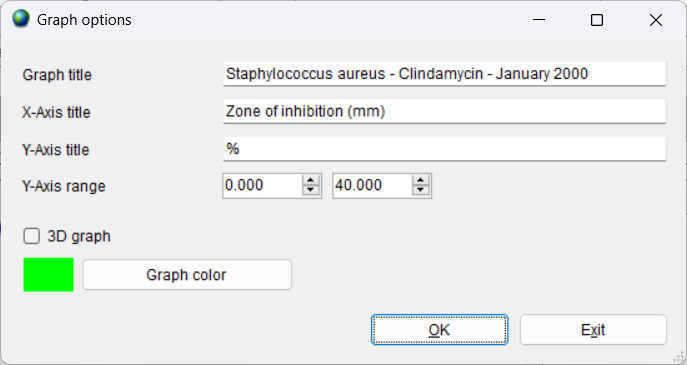 Graph options
Graph title Staphylococcus aureus - Clindamycin - January 2000
X-Axis title Zone of inhibition (mm)
Y-Axis title %
Y-Axis range 0.000 40.000
3D graph
Graph color
OK Exit